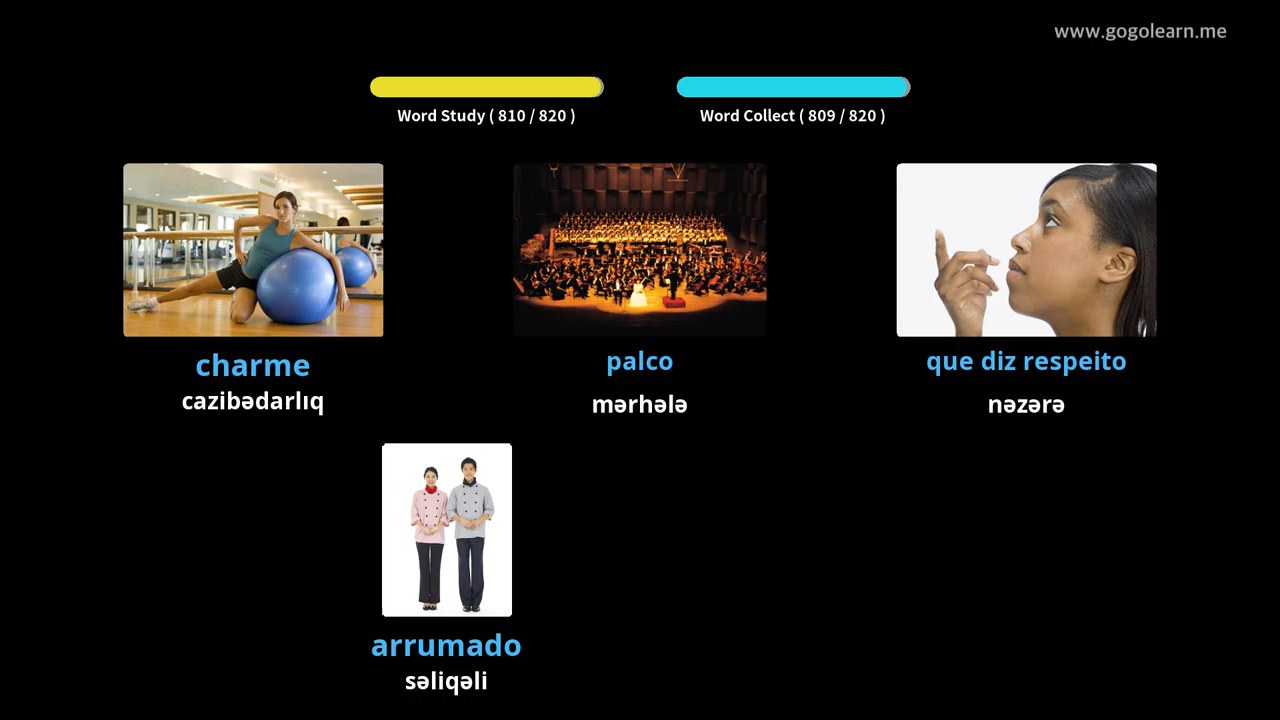 www.gogolearn.me
Word Study ( 810 / 820 )
Word Collect ( 809 / 820 )
charme
cazibədarlıq
palco
mərhələ
que diz respeito
nəzərə
arrumado
səliqəli